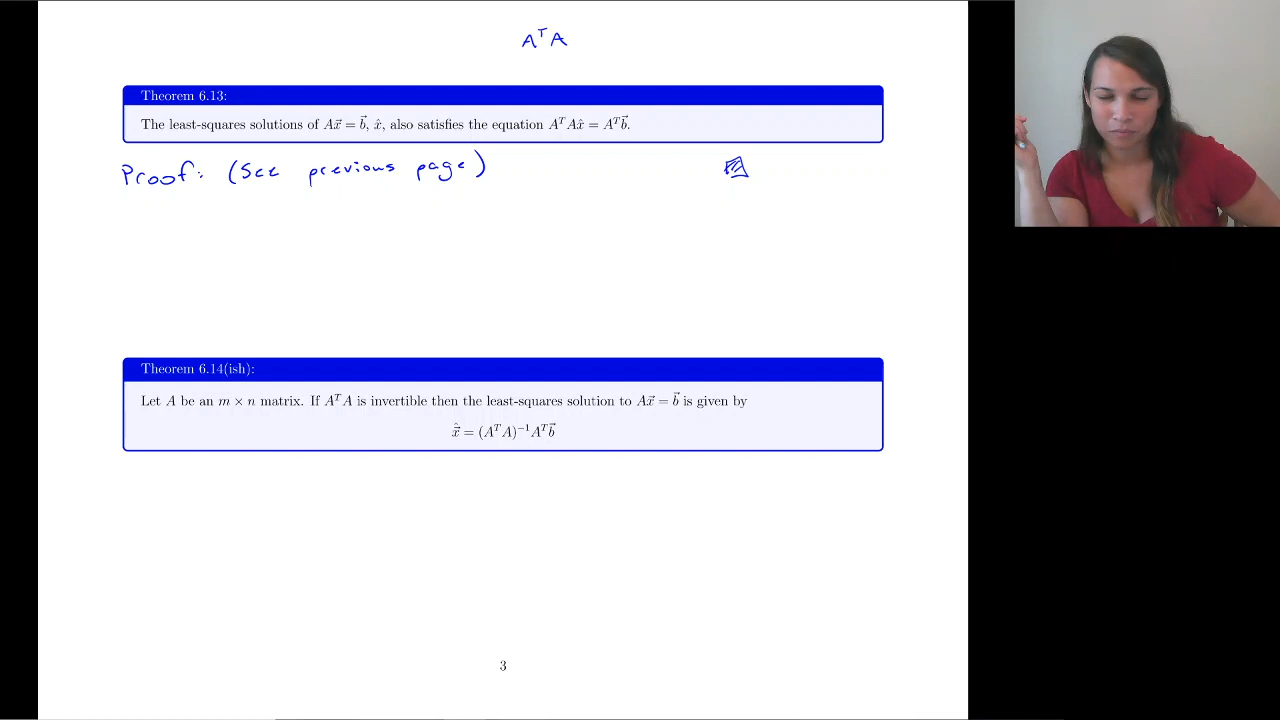 AᵀA
Theorem 6.13:
The least-squares solutions of Ax⃗ = b⃗, x̂, also satisfies the equation AᵀAx̂ = Aᵀb⃗.
Proof: (See previous page)
Theorem 6.14(ish):
Let A be an m × n matrix. If AᵀA is invertible then the least-squares solution to Ax⃗ = b⃗ is given by
x⃗̂ = (AᵀA)⁻¹Aᵀb⃗
3